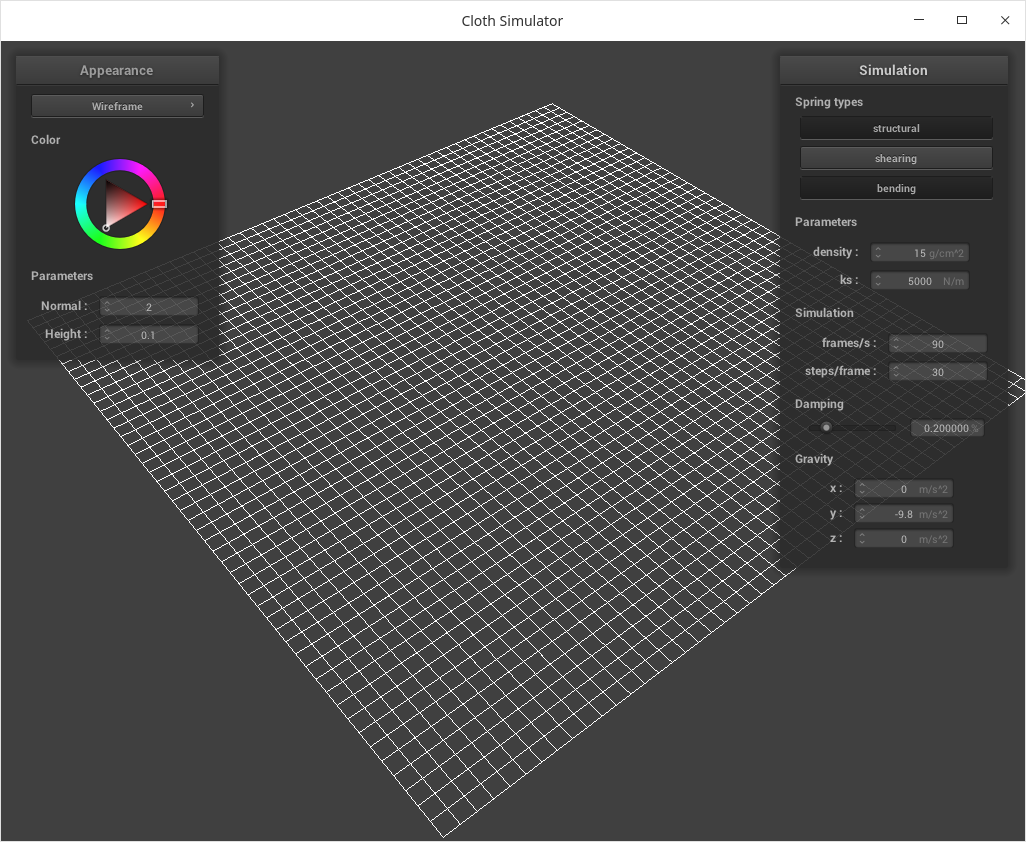 Cloth Simulator
Appearance
Wireframe
Color
Parameters
Normal : 2
Height : 0.1
Simulation
Spring types
structural
shearing
bending
Parameters
density : 15 g/cm^2
ks : 5000 N/m
Simulation
frames/s : 90
steps/frame : 30
Damping
0.200000 %
Gravity
x : 0 m/s^2
y : -9.8 m/s^2
z : 0 m/s^2